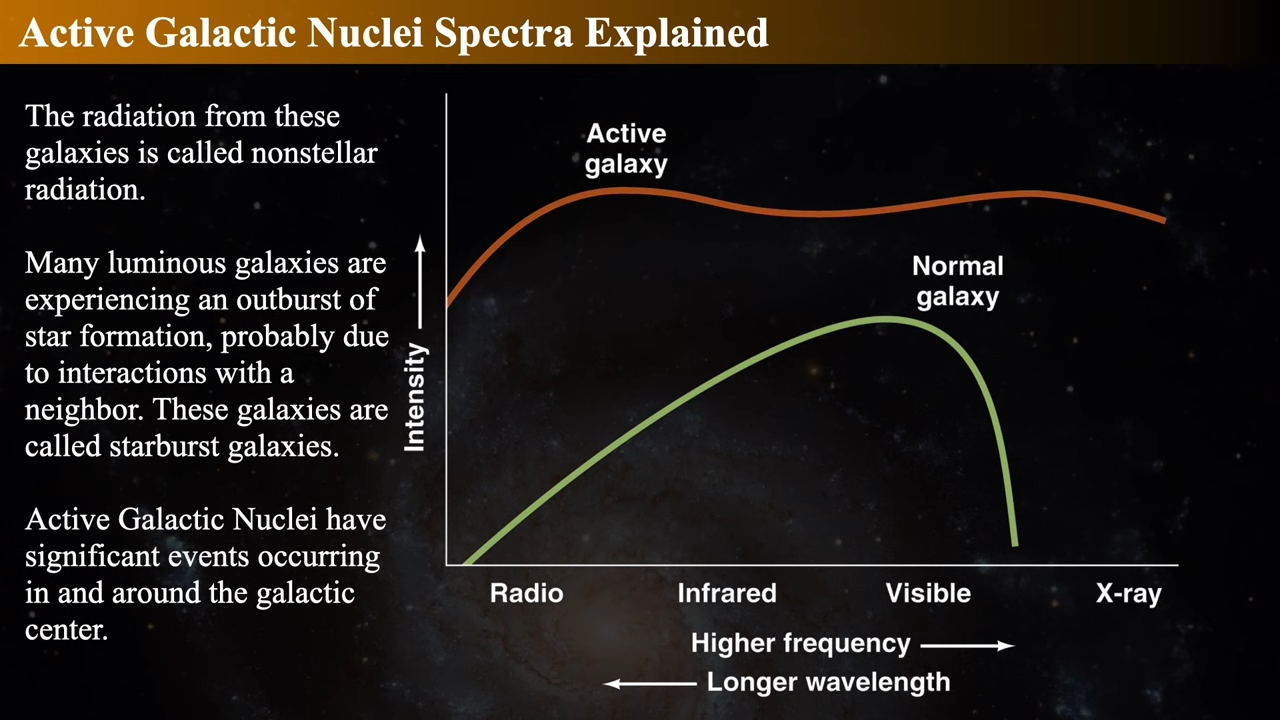 Active Galactic Nuclei Spectra Explained
The radiation from these
galaxies is called nonstellar
radiation.
Many luminous galaxies are
experiencing an outburst of
star formation, probably due
to interactions with a
neighbor. These galaxies are
called starburst galaxies.
Active Galactic Nuclei have
significant events occurring
in and around the galactic
center.
Intensity
Active
galaxy
Normal
galaxy
Radio
Infrared
Visible
X-ray
Higher frequency
Longer wavelength